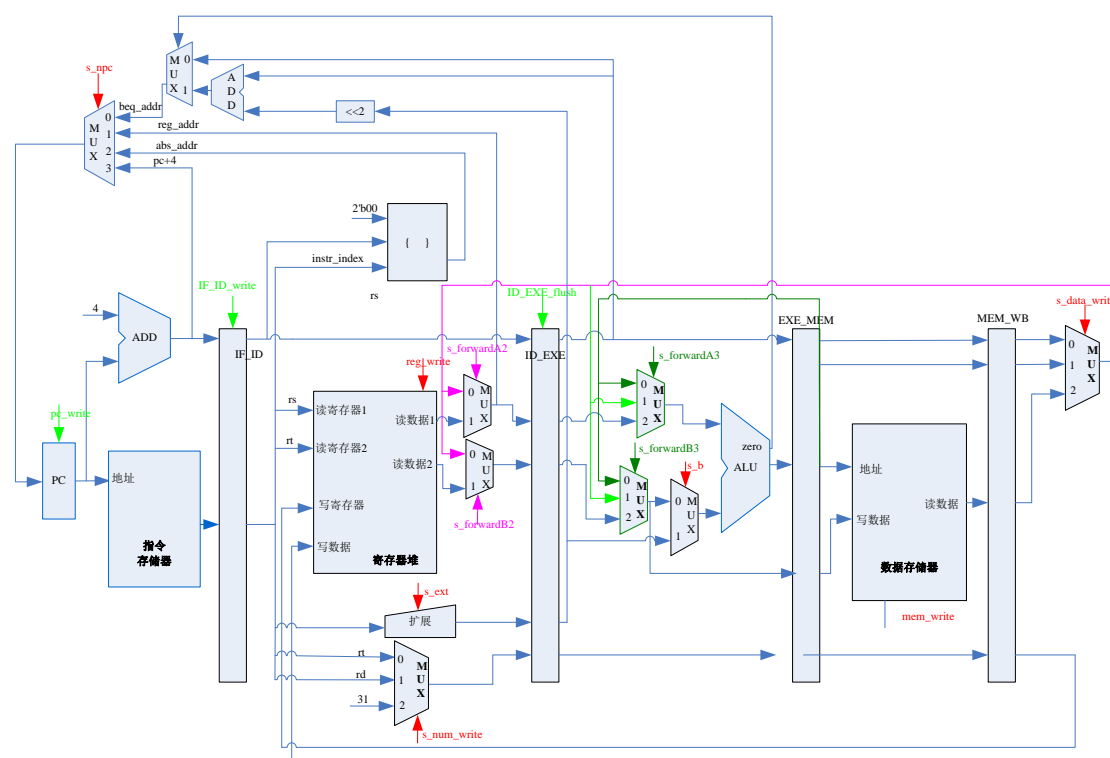 M 0
U
X 1
A
D
D
s_npc
beq_addr
<<2
0
M 1
U
X 2
3
reg_addr
abs_addr
pc+4
2'b00
{ }
instr_index
rs
IF_ID_write
ID_EXE_flush
s_data_writ
4
ADD
EXE_MEM
MEM_WB
IF_ID
ID_EXE
s_forwardA2
s_forwardA3
reg_write
0 M
U
1 X
0 M
1 U
2 X
0 M
1 U
2 X
rs
读寄存器1
读数据1
pc_write
rt
读寄存器2
读数据2
0 M
U
1 X
s_forwardB3
s_b
zero
ALU
0 M
1 U
2 X
0 M
U
X
1
PC
地址
地址
读数据
写寄存器
s_forwardB2
写数据
指令
存储器
写数据
寄存器堆
数据存储器
s_ext
扩展
mem_write
rt
rd
31
0 M
1 U
X
2
s_num_write